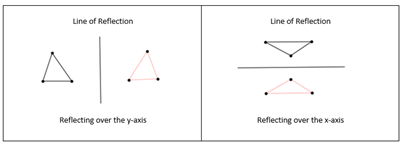 Line of Reflection
Reflecting over the y-axis
Line of Reflection
Reflecting over the x-axis